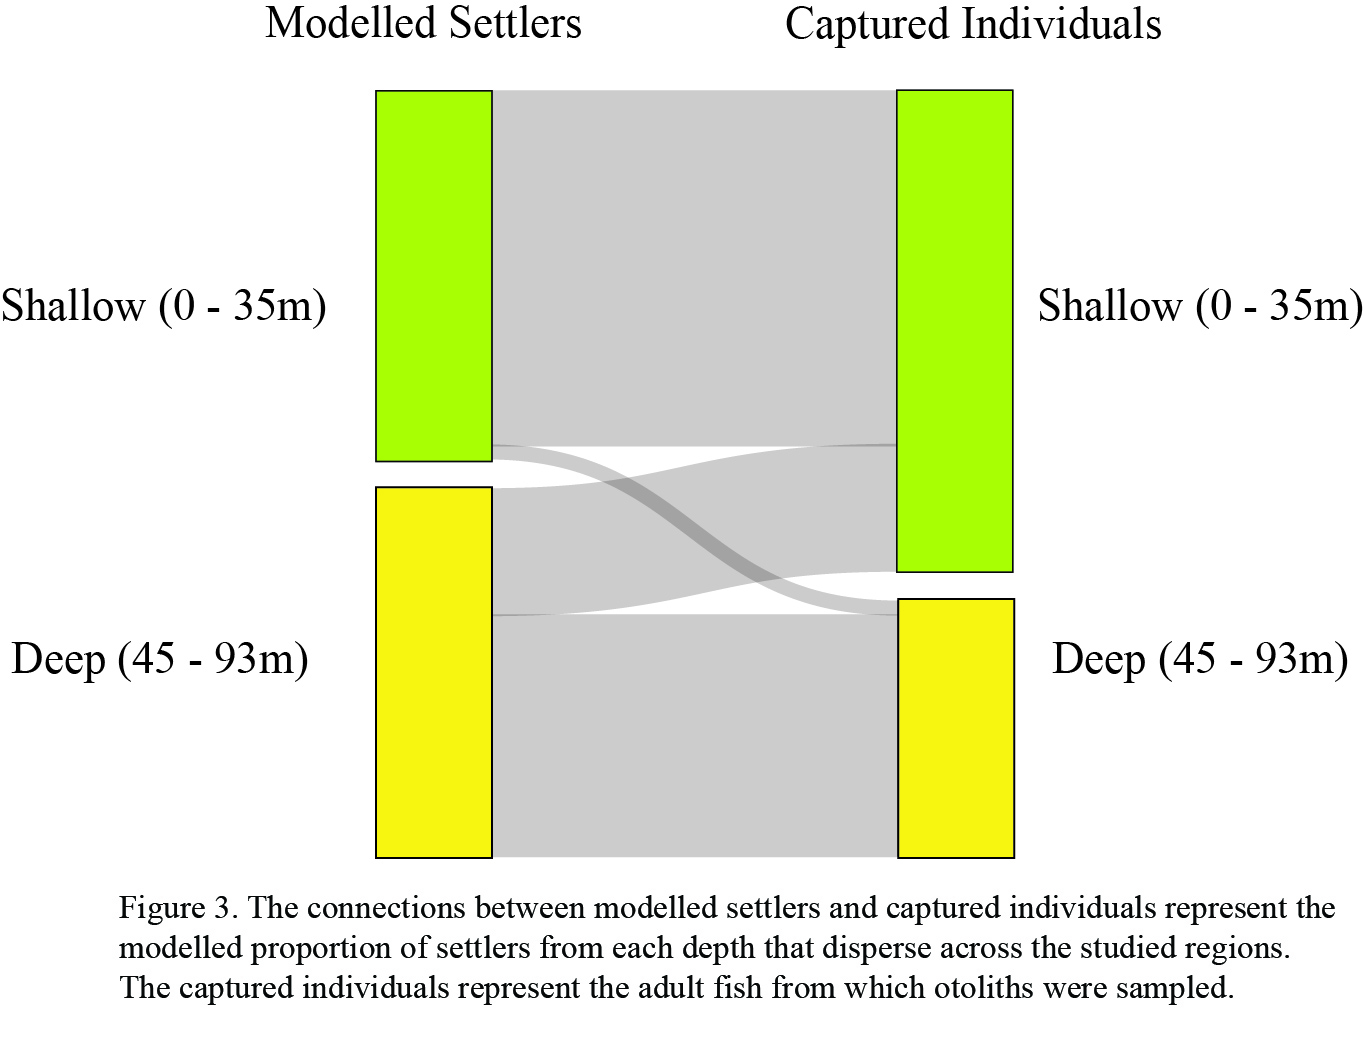 Modelled Settlers
Captured Individuals
Shallow (0 - 35m)
Shallow (0 - 35m)
Deep (45 - 93m)
Deep (45 - 93m)
Figure 3. The connections between modelled settlers and captured individuals represent the
modelled proportion of settlers from each depth that disperse across the studied regions.
The captured individuals represent the adult fish from which otoliths were sampled.